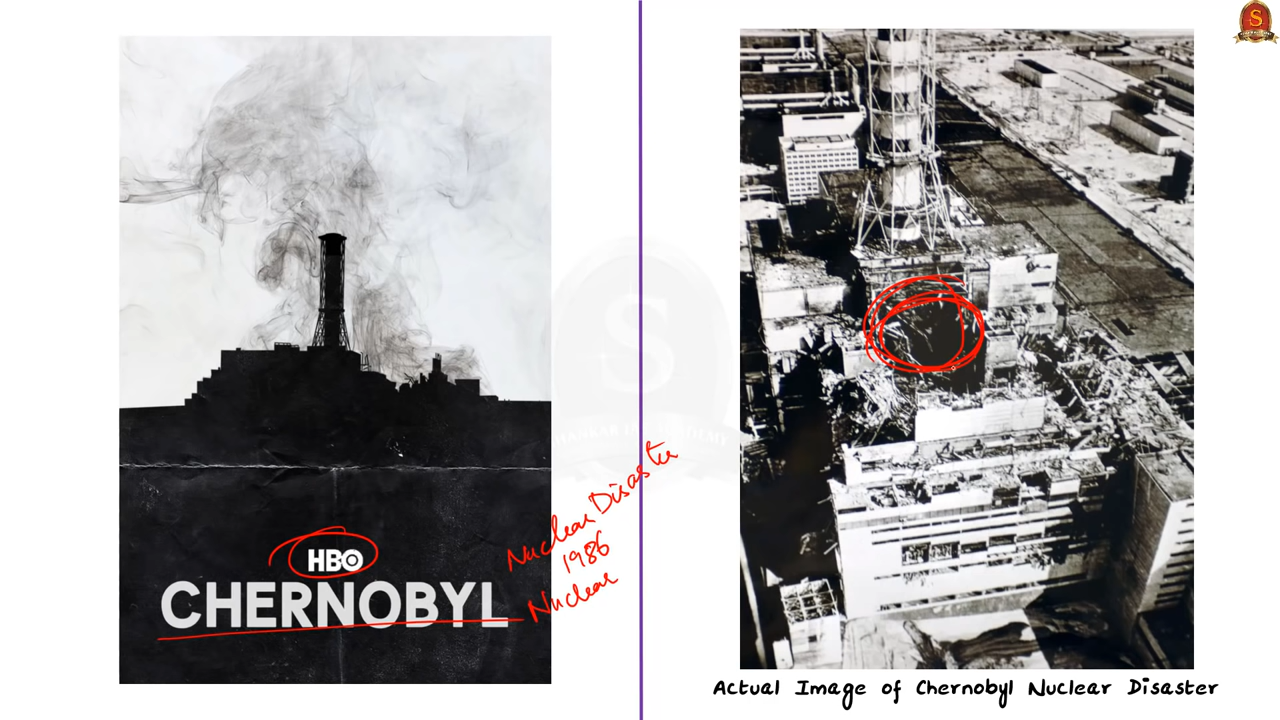 HBO
CHERNOBYL
Nuclear Disaster
1986
Nuclear
S
Actual Image of Chernobyl Nuclear Disaster
S